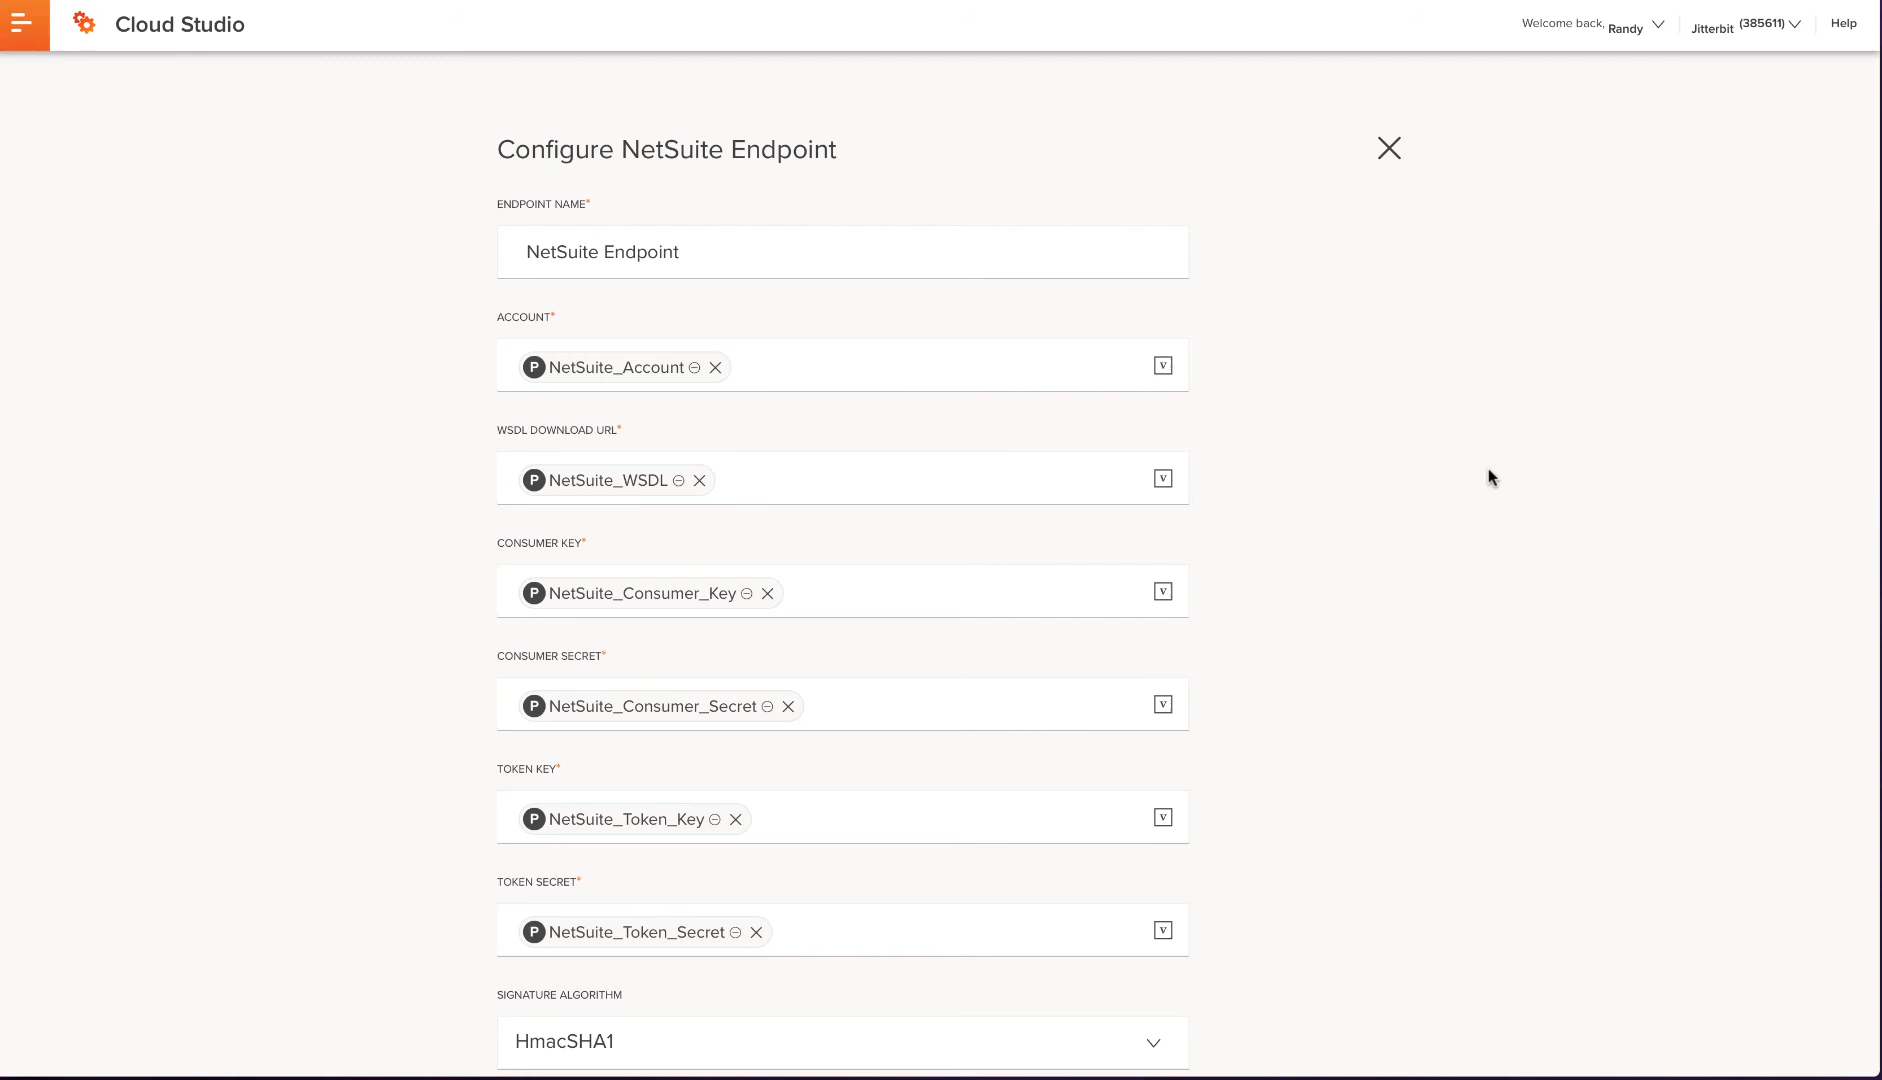 Cloud Studio
Welcome back, Randy
Jitterbit (385611)
Help
Configure NetSuite Endpoint
ENDPOINT NAME*
NetSuite Endpoint
ACCOUNT*
P NetSuite_Account
v
WSDL DOWNLOAD URL*
P NetSuite_WSDL
v
CONSUMER KEY*
P NetSuite_Consumer_Key
v
CONSUMER SECRET*
P NetSuite_Consumer_Secret
v
TOKEN KEY*
P NetSuite_Token_Key
v
TOKEN SECRET*
P NetSuite_Token_Secret
v
SIGNATURE ALGORITHM
HmacSHA1